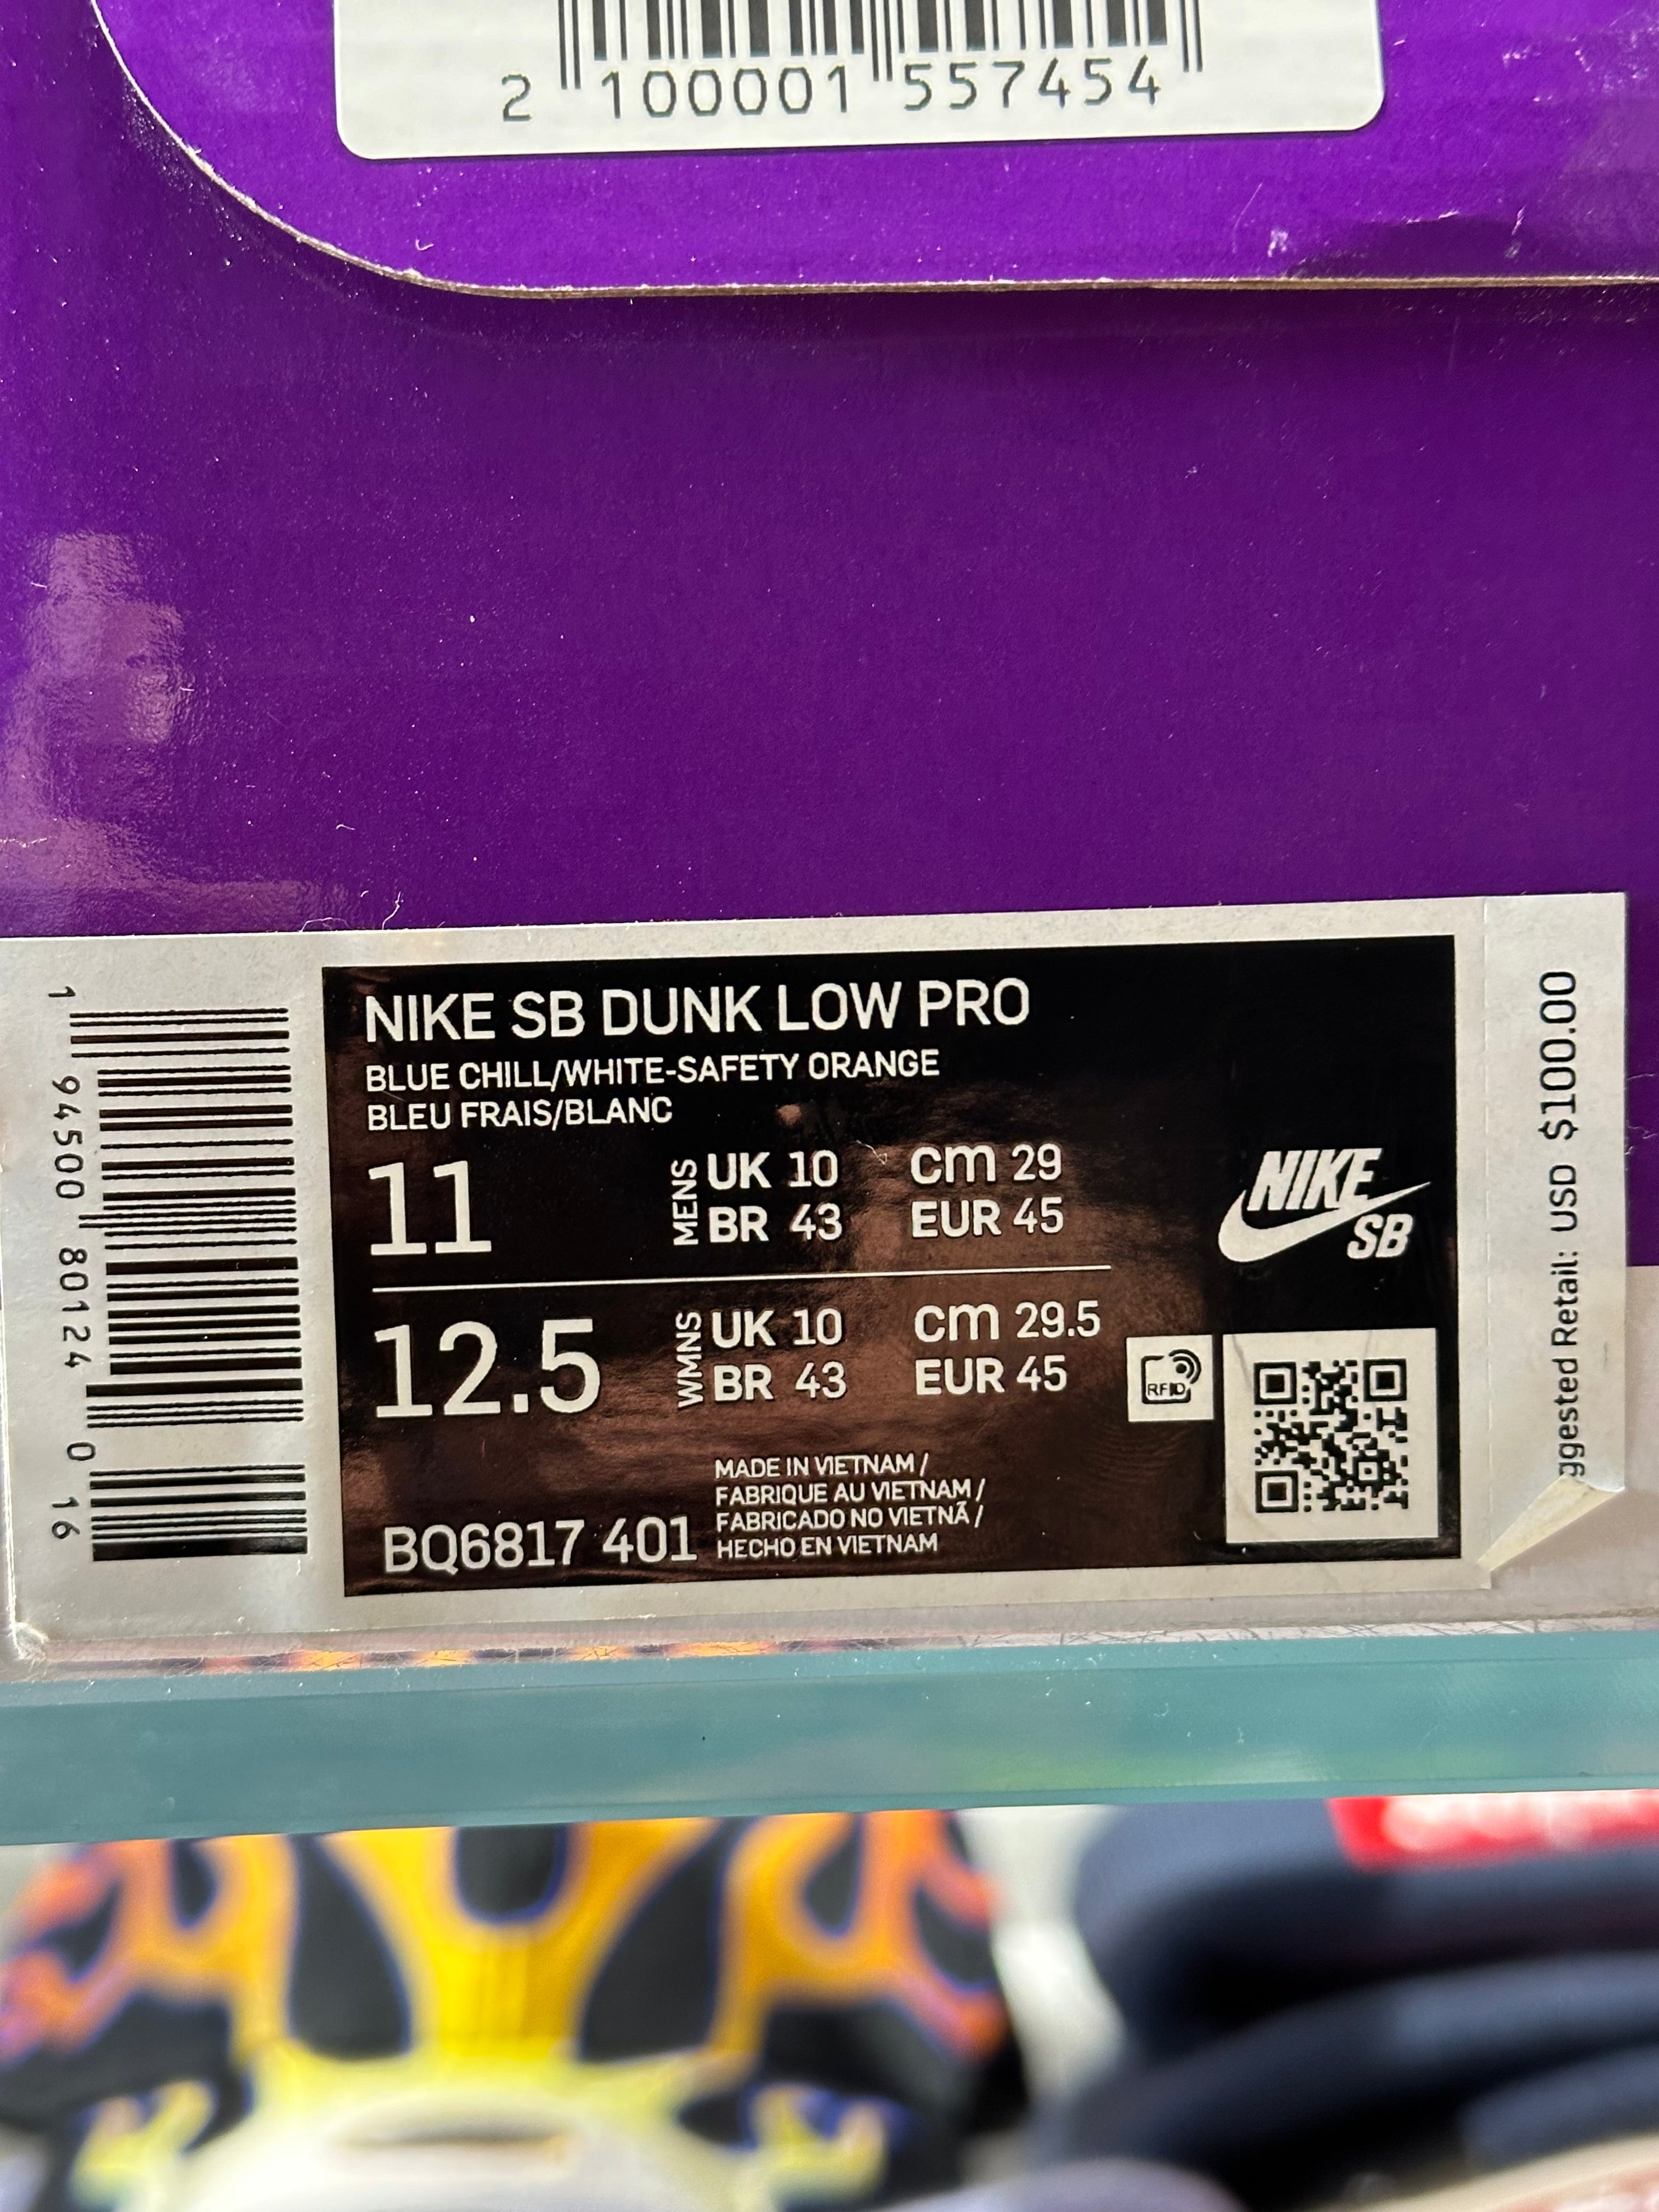 2 100001 557454
NIKE SB DUNK LOW PRO
BLUE CHILL/WHITE-SAFETY ORANGE
BLEU FRAIS/BLANC
11
MENS
UK 10
cm 29
BR 43
EUR 45
12.5
WMNS
UK 10
cm 29.5
BR 43
EUR 45
NIKE
SB
RFID
BQ6817 401
MADE IN VIETNAM /
FABRIQUE AU VIETNAM /
FABRICADO NO VIETNÃ /
HECHO EN VIETNAM
1 94500 80124 0 16
ggested Retail: USD $100.00